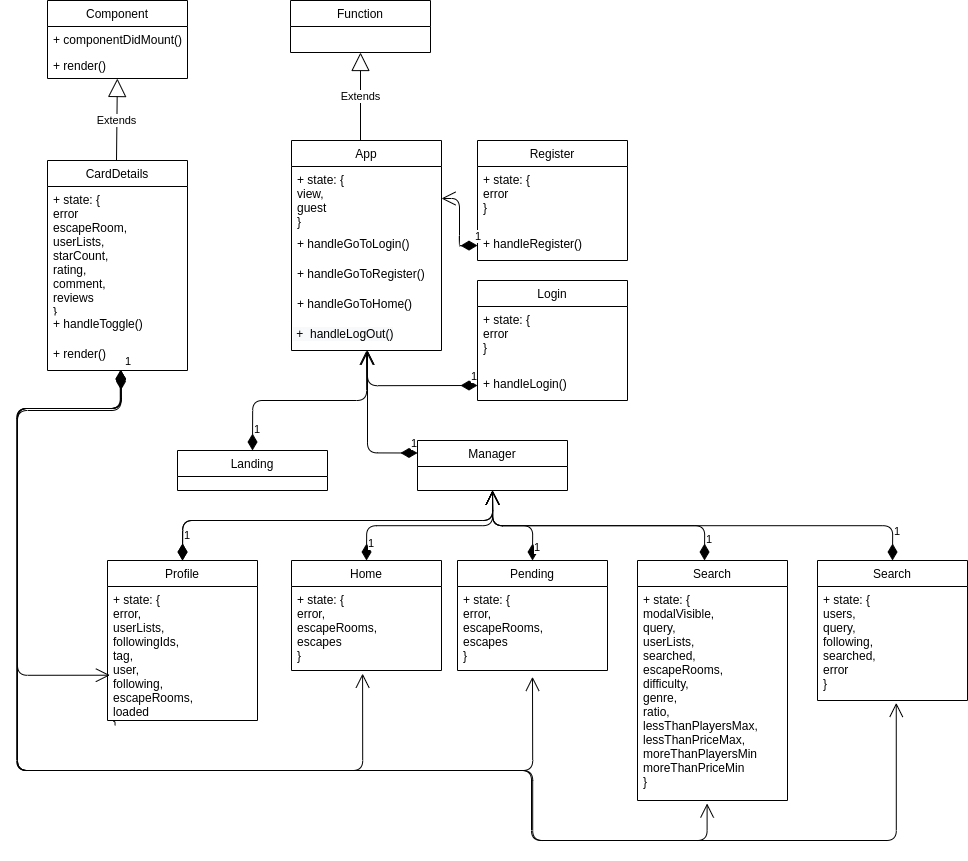 Component
+ componentDidMount()
+ render()
Extends
CardDetails
+ state: {
error
escapeRoom,
userLists,
starCount,
rating,
comment,
reviews
}
+ handleToggle()
+ render()
1
Function
Extends
App
+ state: {
view,
guest
}
+ handleGoToLogin()
+ handleGoToRegister()
+ handleGoToHome()
+ handleLogOut()
Register
+ state: {
error
}
+ handleRegister()
1
Login
+ state: {
error
}
+ handleLogin()
1
1
Landing
1
Manager
1
Profile
+ state: {
error,
userLists,
followingIds,
tag,
user,
following,
escapeRooms,
loaded
1
Home
+ state: {
error,
escapeRooms,
escapes
}
1
Pending
+ state: {
error,
escapeRooms,
escapes
}
1
Search
+ state: {
modalVisible,
query,
userLists,
searched,
escapeRooms,
difficulty,
genre,
ratio,
lessThanPlayersMax,
lessThanPriceMax,
moreThanPlayersMin
moreThanPriceMin
}
1
Search
+ state: {
users,
query,
following,
searched,
error
}